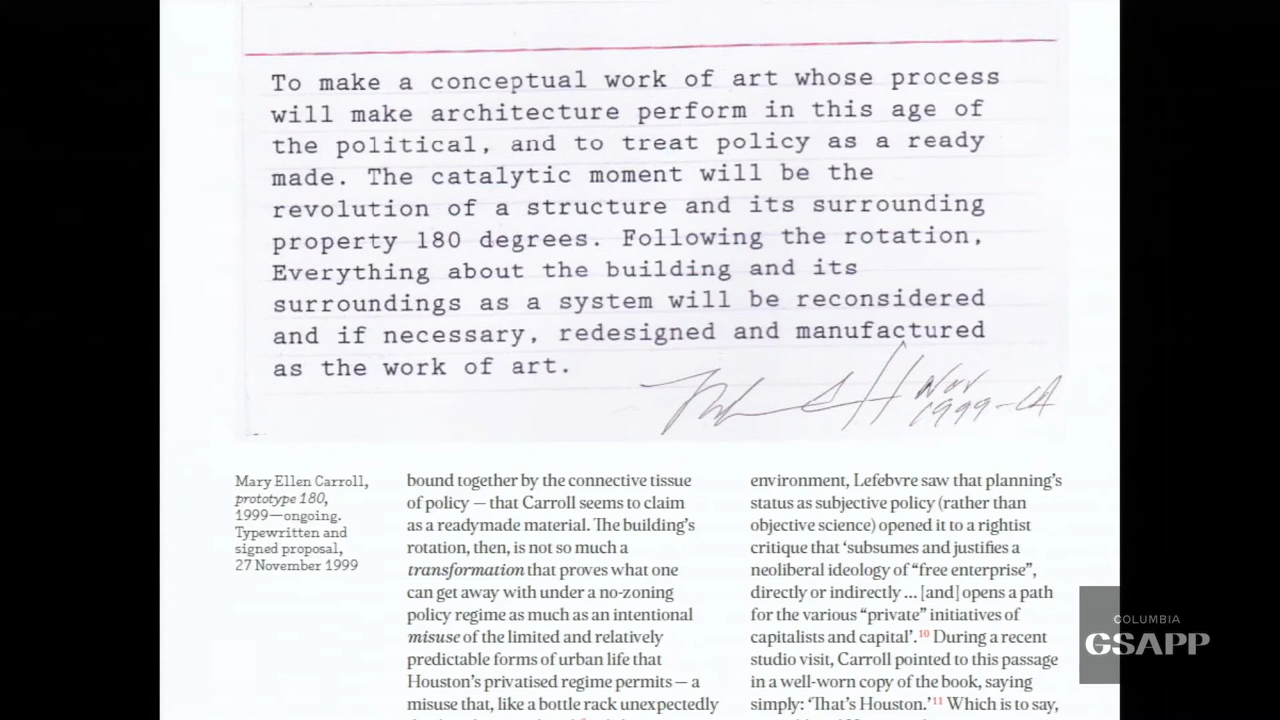 To make a conceptual work of art whose process
will make architecture perform in this age of
the political, and to treat policy as a ready
made. The catalytic moment will be the
revolution of a structure and its surrounding
property 180 degrees. Following the rotation,
Everything about the building and its
surroundings as a system will be reconsidered
and if necessary, redesigned and manufactured
as the work of art.
Nov
1999-LA
Mary Ellen Carroll,
prototype 180,
1999—ongoing.
Typewritten and
signed proposal,
27 November 1999
bound together by the connective tissue
of policy — that Carroll seems to claim
as a readymade material. The building's
rotation, then, is not so much a
transformation that proves what one
can get away with under a no-zoning
policy regime as much as an intentional
misuse of the limited and relatively
predictable forms of urban life that
Houston's privatised regime permits — a
misuse that, like a bottle rack unexpectedly
environment, Lefebvre saw that planning's
status as subjective policy (rather than
objective science) opened it to a rightist
critique that 'subsumes and justifies a
neoliberal ideology of "free enterprise",
directly or indirectly ... [and] opens a path
for the various "private" initiatives of
capitalists and capital'.10 During a recent
studio visit, Carroll pointed to this passage
in a well-worn copy of the book, saying
simply: 'That's Houston.'11 Which is to say,
COLUMBIA
GSAPP